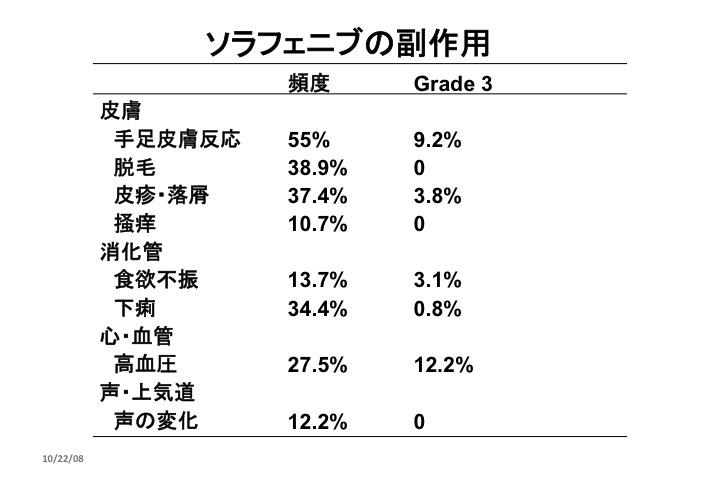 ソラフェニブの副作用
頻度 Grade 3
皮膚
手足皮膚反応 55% 9.2%
脱毛 38.9% 0
皮疹・落屑 37.4% 3.8%
掻痒 10.7% 0
消化管
食欲不振 13.7% 3.1%
下痢 34.4% 0.8%
心・血管
高血圧 27.5% 12.2%
声・上気道
声の変化 12.2% 0
10/22/08